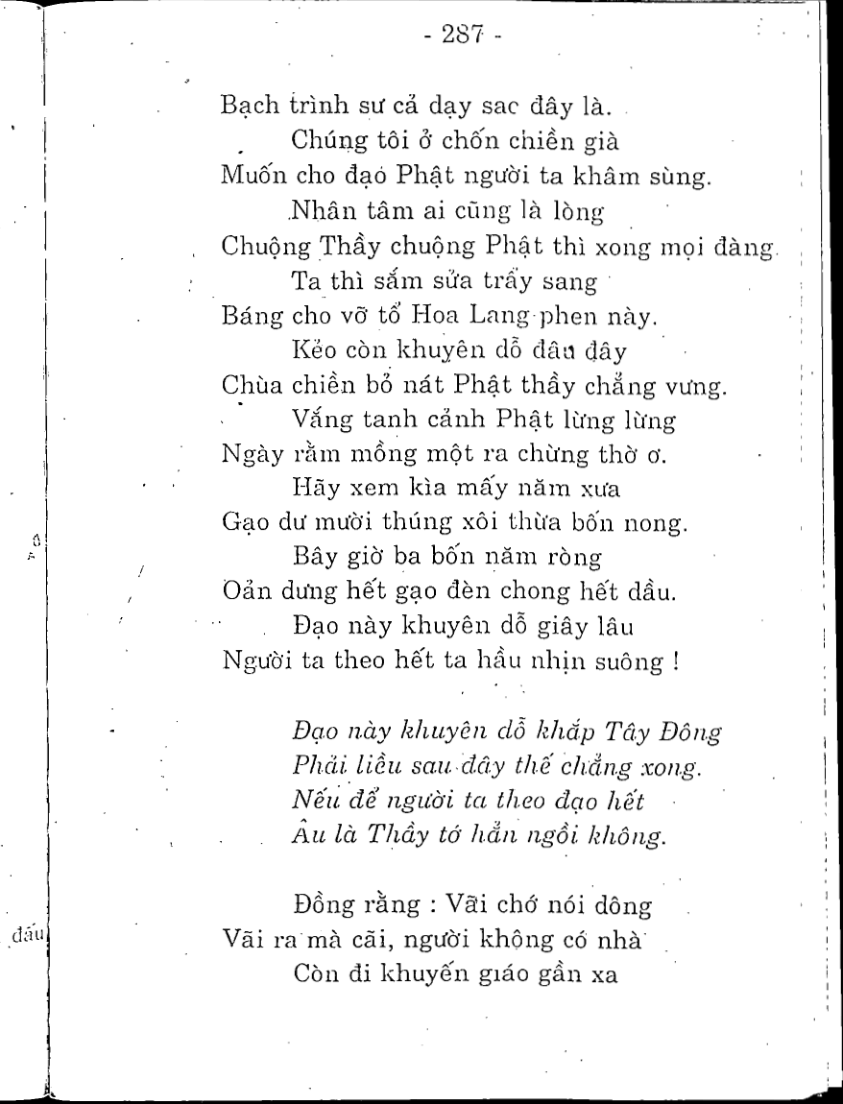 - 287 -
Bạch trình sư cả dạy sac đây là.
Chúng tôi ở chốn chiền già
Muốn cho đạo Phật người ta khâm sùng.
Nhân tâm ai cũng là lòng
Chuộng Thầy chuộng Phật thì xong mọi đàng.
Ta thì sắm sửa trẩy sang
Báng cho vỡ tổ Hoa Lang phen này.
Kẻo còn khuyên dỗ đâu đây
Chùa chiền bỏ nát Phật thầy chẳng vưng.
Vắng tanh cảnh Phật lừng lừng
Ngày rằm mồng một ra chừng thờ ơ.
Hãy xem kìa mấy năm xưa
Gạo dư mười thúng xôi thừa bốn nong.
Bây giờ ba bốn năm ròng
Oản dưng hết gạo đèn chong hết dầu.
Đạo này khuyên dỗ giây lâu
Người ta theo hết ta hầu nhịn suông !
Đạo này khuyên dỗ khắp Tây Đông
Phải liều sau đây thế chẳng xong.
Nếu để người ta theo đạo hết
Âu là Thầy tớ hẳn ngồi không.
Đồng rằng : Vãi chớ nói dông
Vãi ra mà cãi, người không có nhà
Còn đi khuyến giáo gần xa
đấu